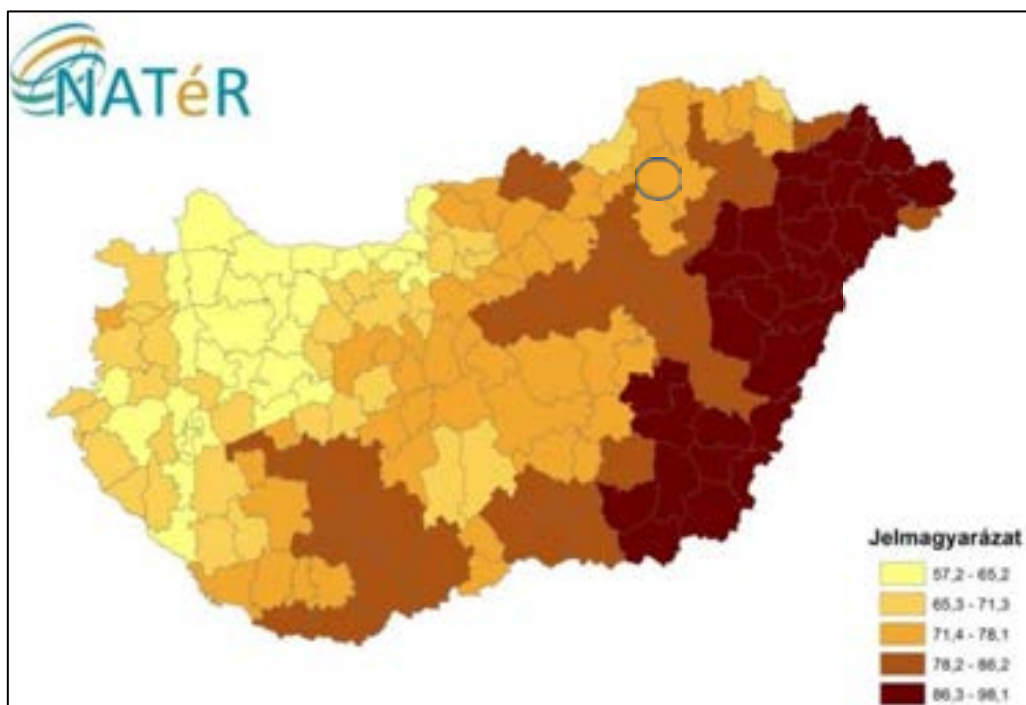 NATéR
Jelmagyarázat
57,2 - 65,2
65,3 - 71,3
71,4 - 78,1
78,2 - 86,2
86,3 - 98,1